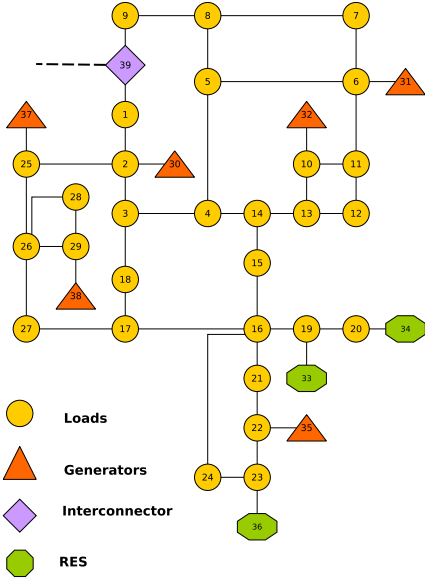 9 8 7
39
5 6 31
37 1 32
25 2 30 10 11
28
3 4 14 13 12
26 29
15
18
38
27 17 16 19 20 34
21 33
22 35
24 23
36
Loads
Generators
Interconnector
RES